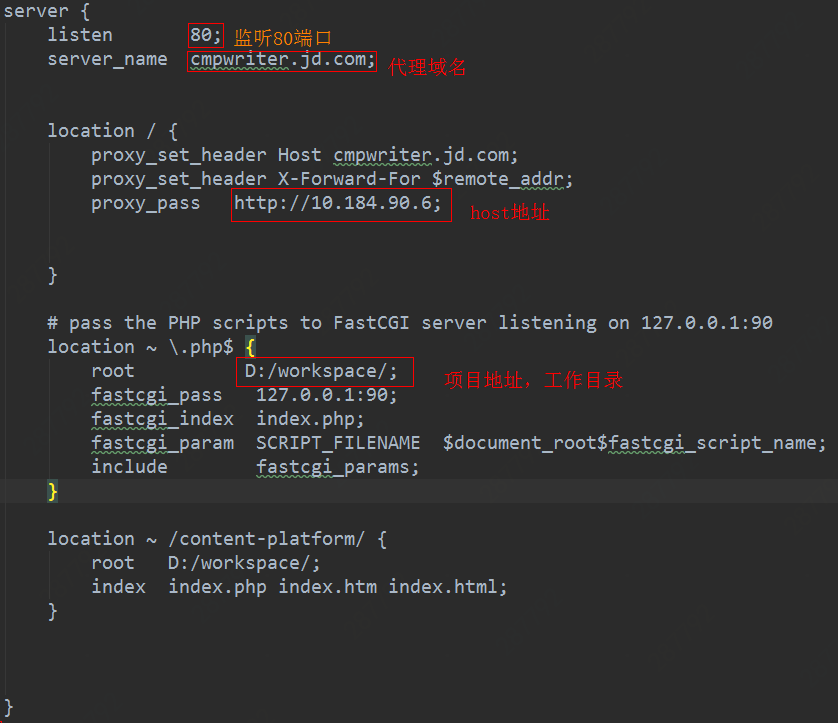 server {
listen 80; 监听80端口
server_name cmpwriter.jd.com; 代理域名
location / {
proxy_set_header Host cmpwriter.jd.com;
proxy_set_header X-Forward-For $remote_addr;
proxy_pass http://10.184.90.6; host地址
}
# pass the PHP scripts to FastCGI server listening on 127.0.0.1:90
location ~ \.php$ {
root D:/workspace/; 项目地址，工作目录
fastcgi_pass 127.0.0.1:90;
fastcgi_index index.php;
fastcgi_param SCRIPT_FILENAME $document_root$fastcgi_script_name;
include fastcgi_params;
}
location ~ /content-platform/ {
root D:/workspace/;
index index.php index.htm index.html;
}
}